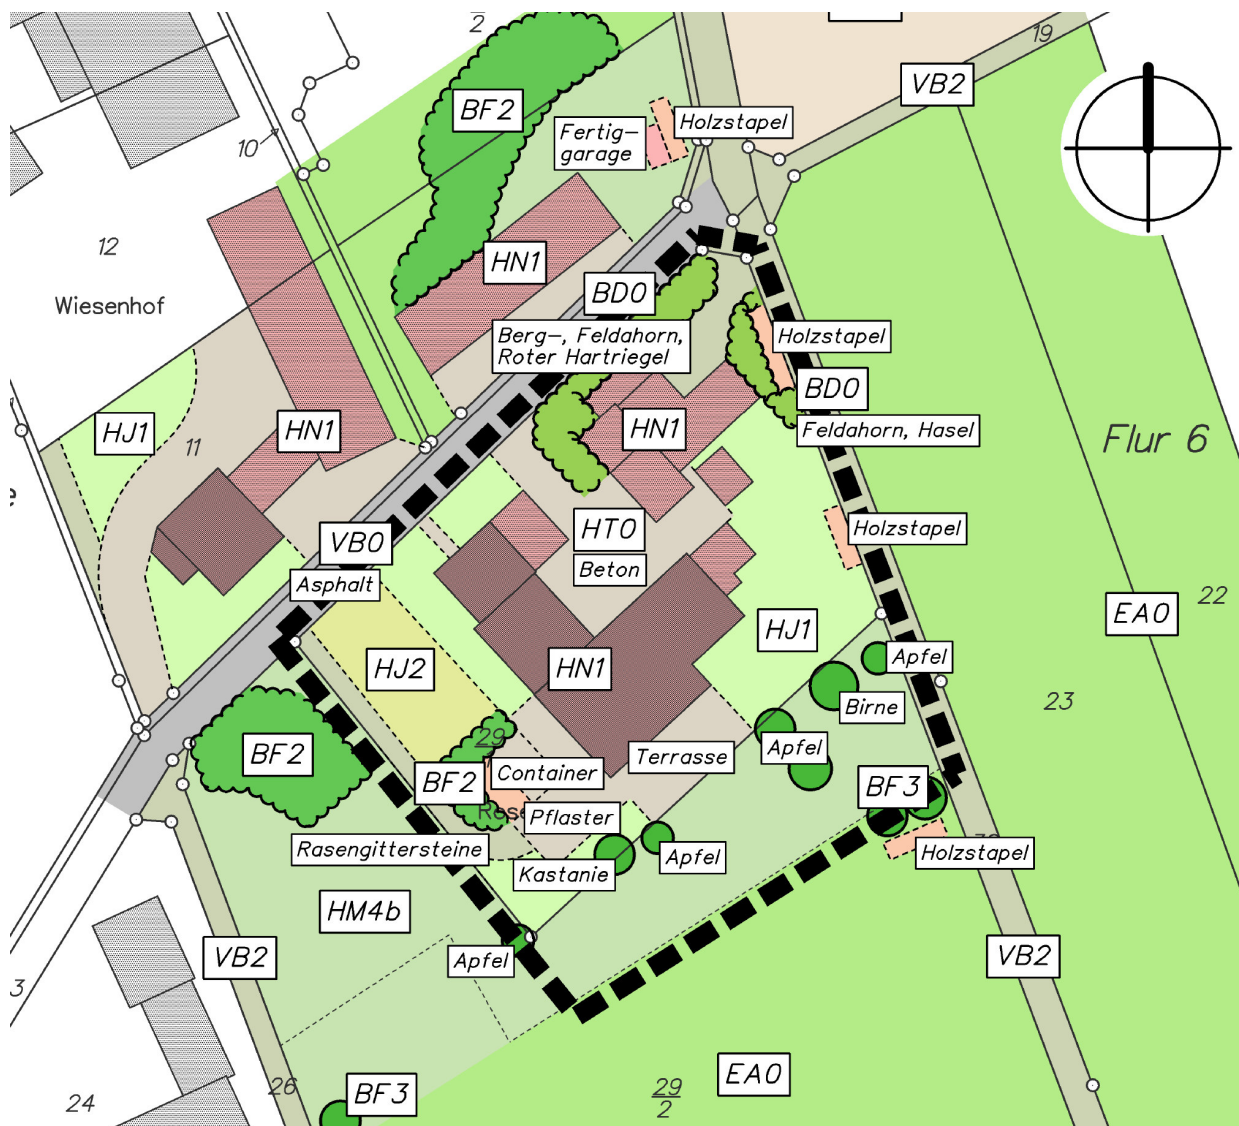 2
19
BF2
VB2
Holzstapel
Fertig-
garage
10
12
HN1
BD0
Wiesenhof
Berg-, Feldahorn,
Roter Hartriegel
Holzstapel
BD0
HJ1
HN1
11
HN1
Feldahorn, Hasel
Flur 6
HT0
Holzstapel
VB0
Beton
Asphalt
22
EA0
HJ1
HJ2
HN1
Apfel
Birne
23
29
BF2
Apfel
Terrasse
Container
BF2
BF3
Pflaster
Rasengittersteine
Holzstapel
Apfel
Kastanie
HM4b
VB2
Apfel
VB2
3
EA0
26
BF3
29
2
24